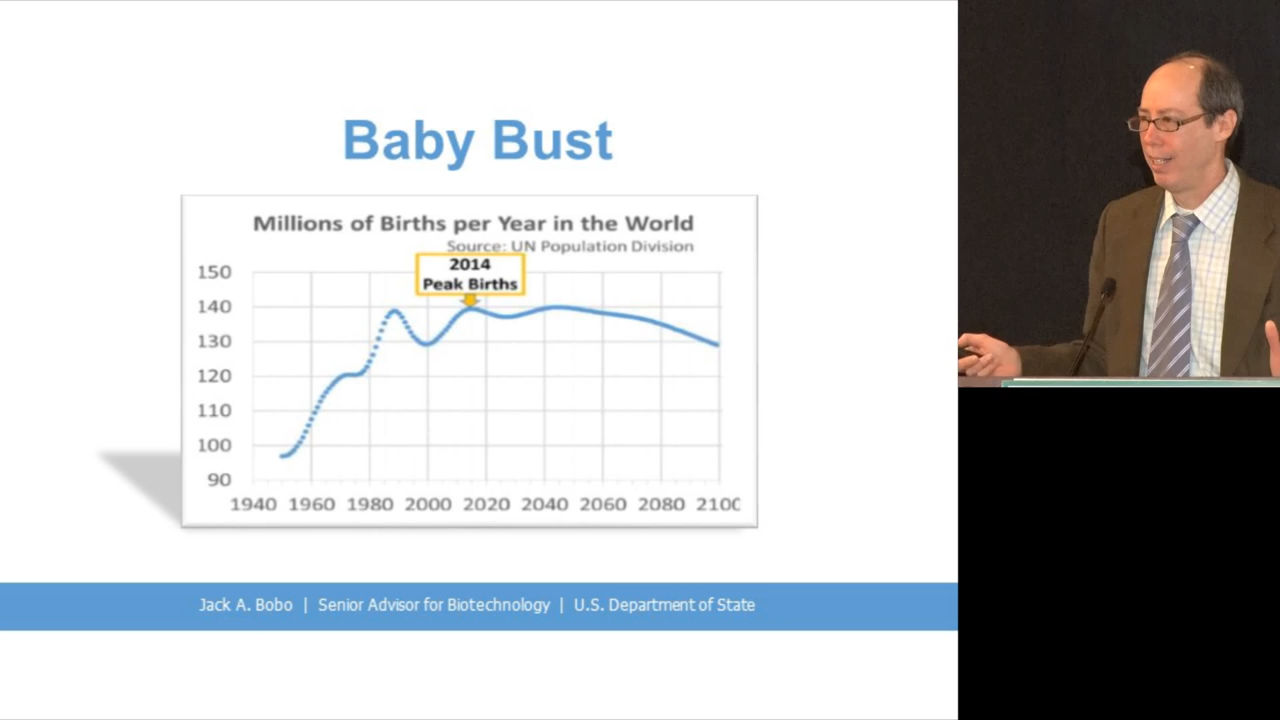 Baby Bust
Millions of Births per Year in the World
Source: UN Population Division
2014
Peak Births
150
140
130
120
110
100
90
1940 1960 1980 2000 2020 2040 2060 2080 2100
Jack A. Bobo | Senior Advisor for Biotechnology | U.S. Department of State